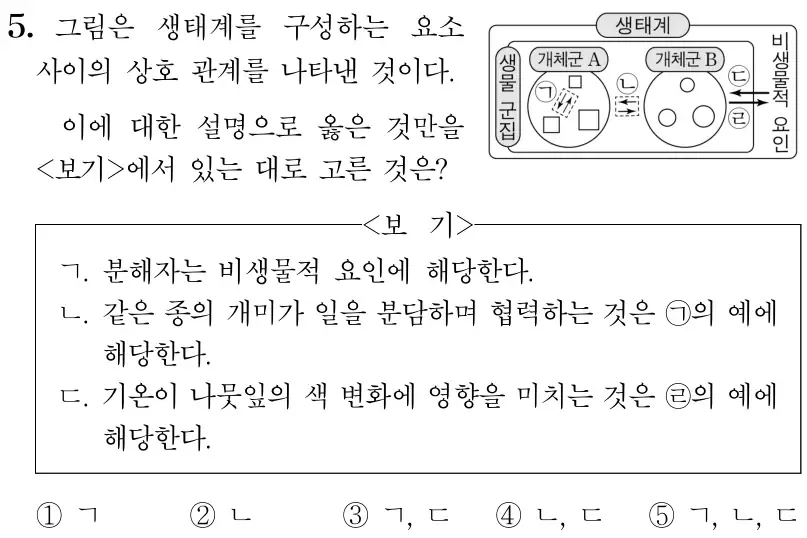 5. 그림은 생태계를 구성하는 요소
사이의 상호 관계를 나타낸 것이다.
이에 대한 설명으로 옳은 것만을
<보기>에서 있는 대로 고른 것은?
생태계
생물 군집
개체군 A
개체군 B
㉠
㉡
㉢
㉣
비생물적 요인
<보 기>
ㄱ. 분해자는 비생물적 요인에 해당한다.
ㄴ. 같은 종의 개미가 일을 분담하며 협력하는 것은 ㉠의 예에
해당한다.
ㄷ. 기온이 나뭇잎의 색 변화에 영향을 미치는 것은 ㉣의 예에
해당한다.
① ㄱ ② ㄴ ③ ㄱ, ㄷ ④ ㄴ, ㄷ ⑤ ㄱ, ㄴ, ㄷ